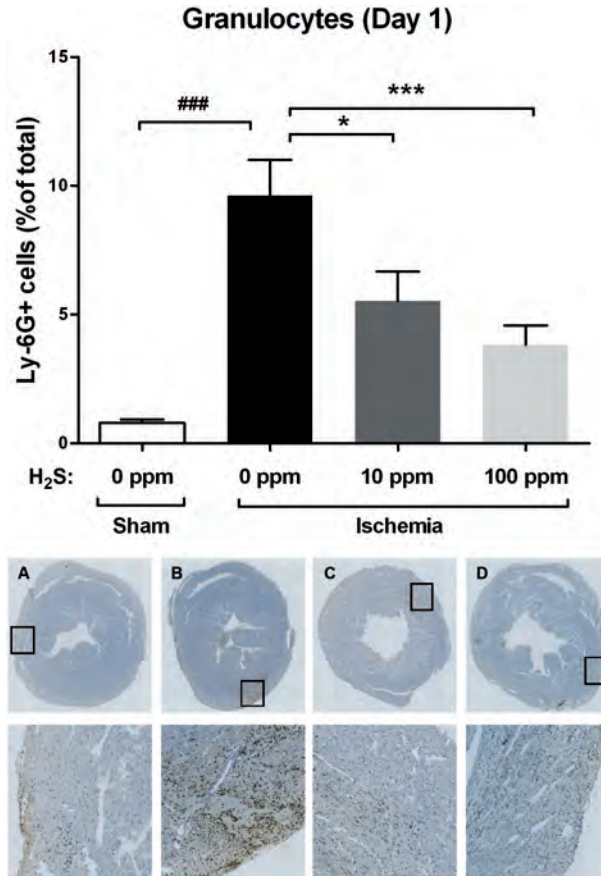 Granulocytes (Day 1)
Ly-6G+ cells (%of total)
15
10
5
0
###
***
*
H₂S: 0 ppm 0 ppm 10 ppm 100 ppm
Sham Ischemia
A B C D